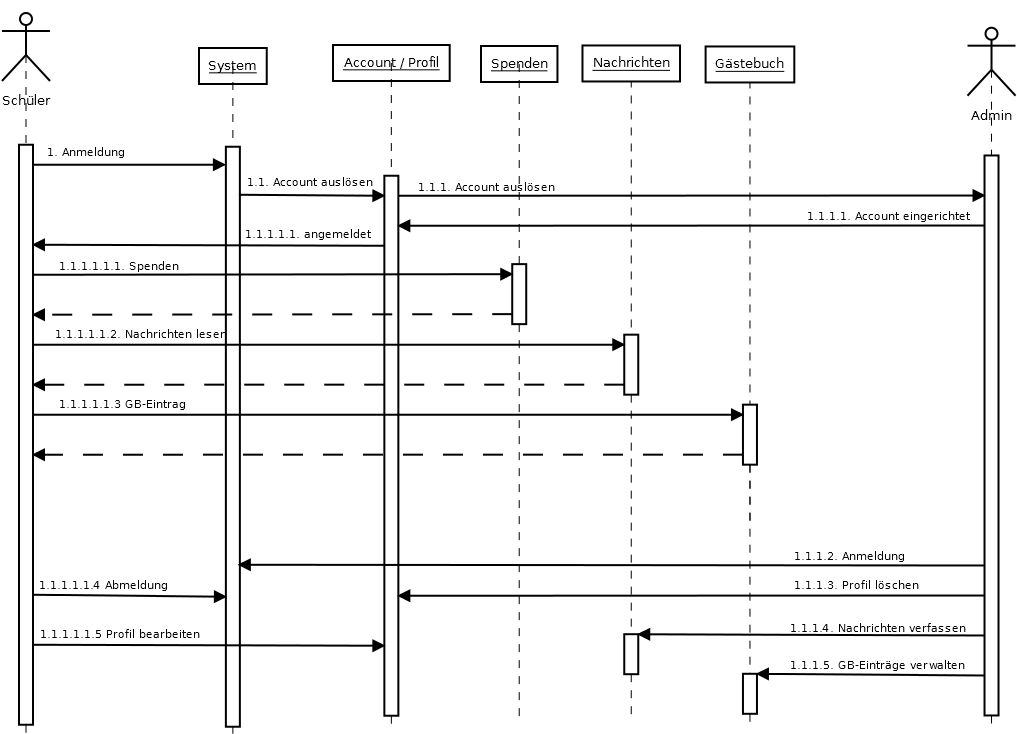 Schüler
System
Account / Profil
Spenden
Nachrichten
Gästebuch
Admin
1. Anmeldung
1.1. Account auslösen
1.1.1. Account auslösen
1.1.1.1. Account eingerichtet
1.1.1.1.1. angemeldet
1.1.1.1.1.1. Spenden
1.1.1.1.1.2. Nachrichten lesen
1.1.1.1.1.3 GB-Eintrag
1.1.1.2. Anmeldung
1.1.1.1.1.4 Abmeldung
1.1.1.3. Profil löschen
1.1.1.1.1.5 Profil bearbeiten
1.1.1.4. Nachrichten verfassen
1.1.1.5. GB-Einträge verwalten